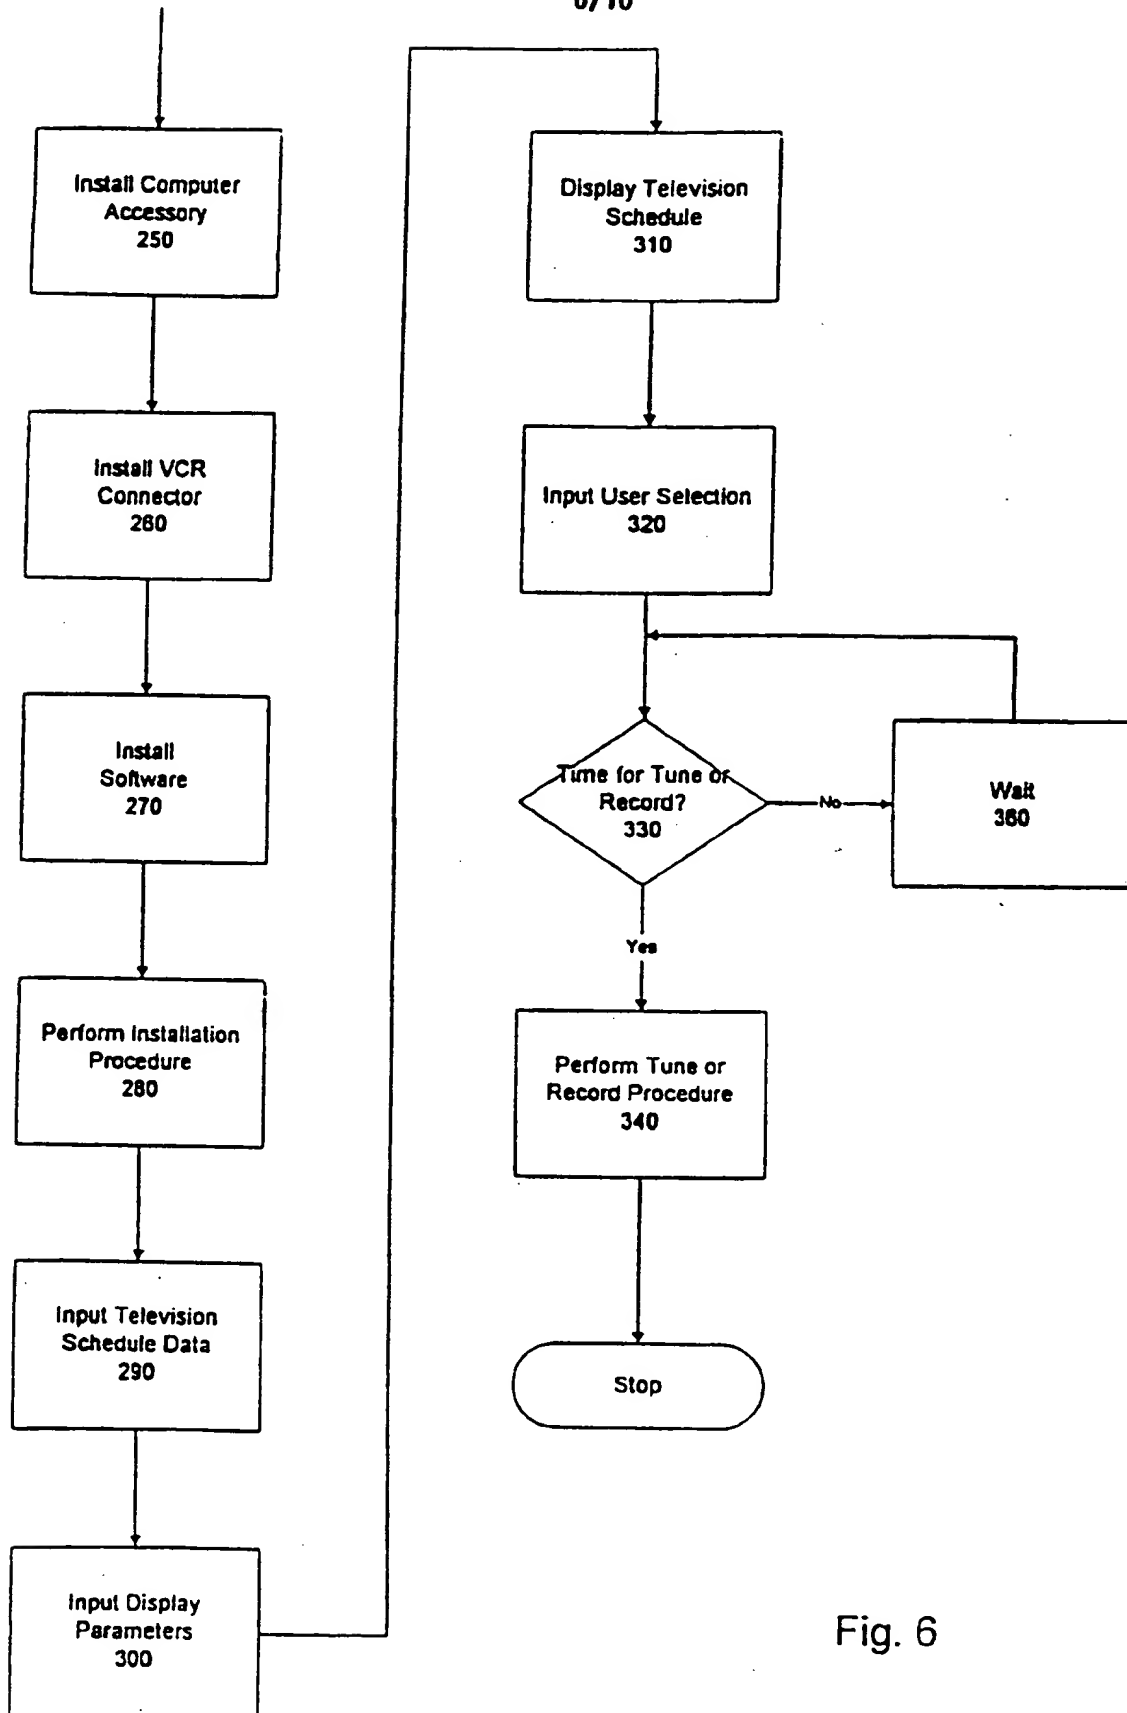 6/10
Install Computer
Accessory
250
Install VCR
Connector
260
Install
Software
270
Perform Installation
Procedure
280
Input Television
Schedule Data
290
Input Display
Parameters
300
Display Television
Schedule
310
Input User Selection
320
Time for Tune or
Record?
330
No
Wait
360
Yes
Perform Tune or
Record Procedure
340
Stop
Fig. 6